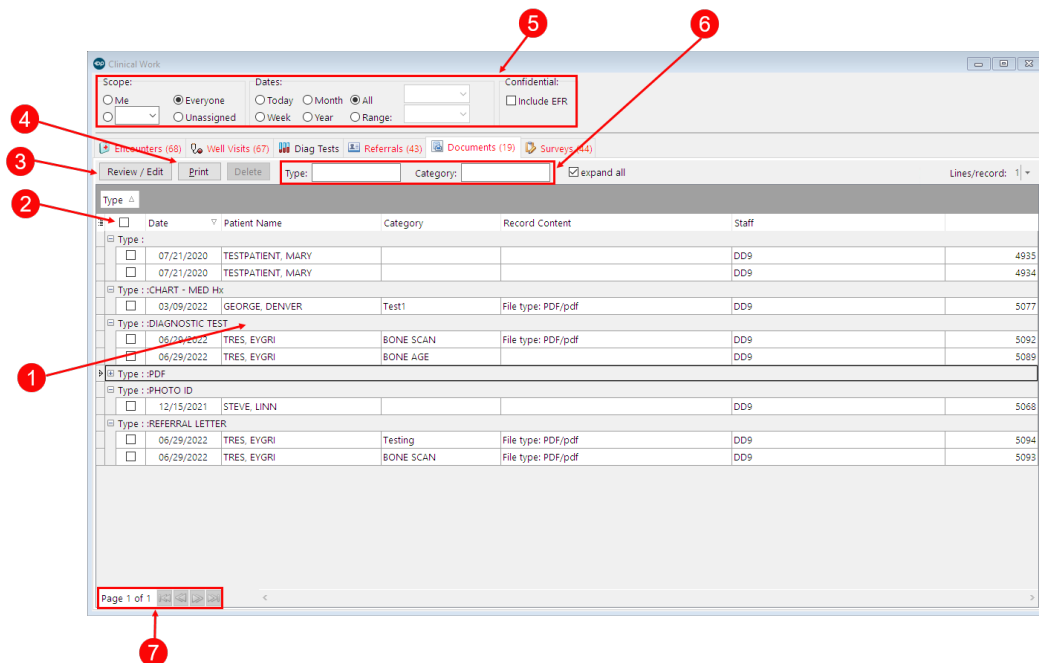 5 6
Clinical Work
Scope: Dates: Confidential:
Me Everyone Today Month All Include EFR
Unassigned Week Year Range:
4
Encounters (68) Well Visits (67) Diag Tests Referrals (43) Documents (19) Surveys (44)
3
Review / Edit Print Delete Type: Category: expand all Lines/record: 1
Type
2
Date Patient Name Category Record Content Staff
Type :
07/21/2020 TESTPATIENT, MARY DD9 4935
07/21/2020 TESTPATIENT, MARY DD9 4934
Type : :CHART - MED Hx
03/09/2022 GEORGE, DENVER Test1 File type: PDF/pdf DD9 5077
Type : :DIAGNOSTIC TEST
06/29/2022 TRES, EYGRI BONE SCAN File type: PDF/pdf DD9 5092
06/29/2022 TRES, EYGRI BONE AGE DD9 5089
1
Type : :PDF
Type : :PHOTO ID
12/15/2021 STEVE, LINN DD9 5068
Type : :REFERRAL LETTER
06/29/2022 TRES, EYGRI Testing File type: PDF/pdf DD9 5094
06/29/2022 TRES, EYGRI BONE SCAN File type: PDF/pdf DD9 5093
Page 1 of 1
7